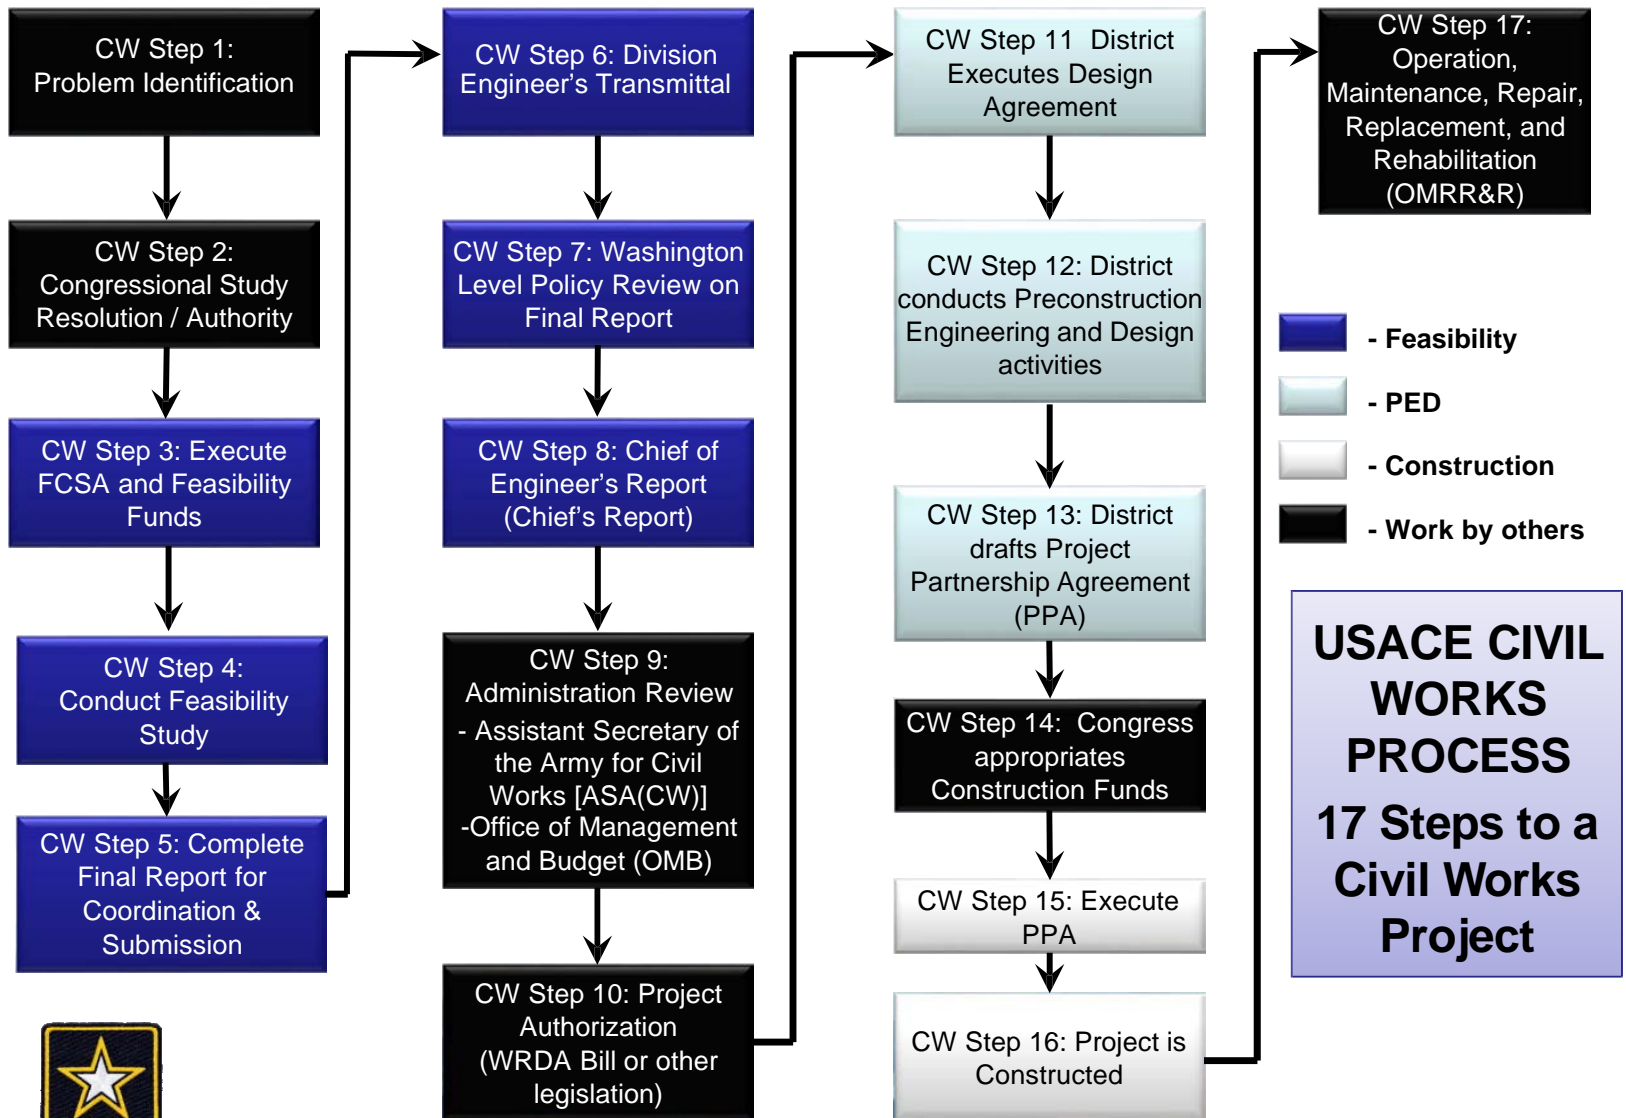 CW Step 1:
Problem Identification
CW Step 2:
Congressional Study
Resolution / Authority
CW Step 3: Execute
FCSA and Feasibility
Funds
CW Step 4:
Conduct Feasibility
Study
CW Step 5: Complete
Final Report for
Coordination &
Submission
CW Step 6: Division
Engineer’s Transmittal
CW Step 7: Washington
Level Policy Review on
Final Report
CW Step 8: Chief of
Engineer’s Report
(Chief’s Report)
CW Step 9:
Administration Review
- Assistant Secretary of
the Army for Civil
Works [ASA(CW)]
-Office of Management
and Budget (OMB)
CW Step 10: Project
Authorization
(WRDA Bill or other
legislation)
CW Step 11  District
Executes Design
Agreement
CW Step 12: District
conducts Preconstruction
Engineering and Design
activities
CW Step 13: District
drafts Project
Partnership Agreement
(PPA)
CW Step 14:  Congress
appropriates
Construction Funds
CW Step 15: Execute
PPA
CW Step 16: Project is
Constructed
CW Step 17:
Operation,
Maintenance, Repair,
Replacement, and
Rehabilitation
(OMRR&R)
- Feasibility
- PED
- Construction
- Work by others
USACE CIVIL
WORKS
PROCESS
17 Steps to a
Civil Works
Project